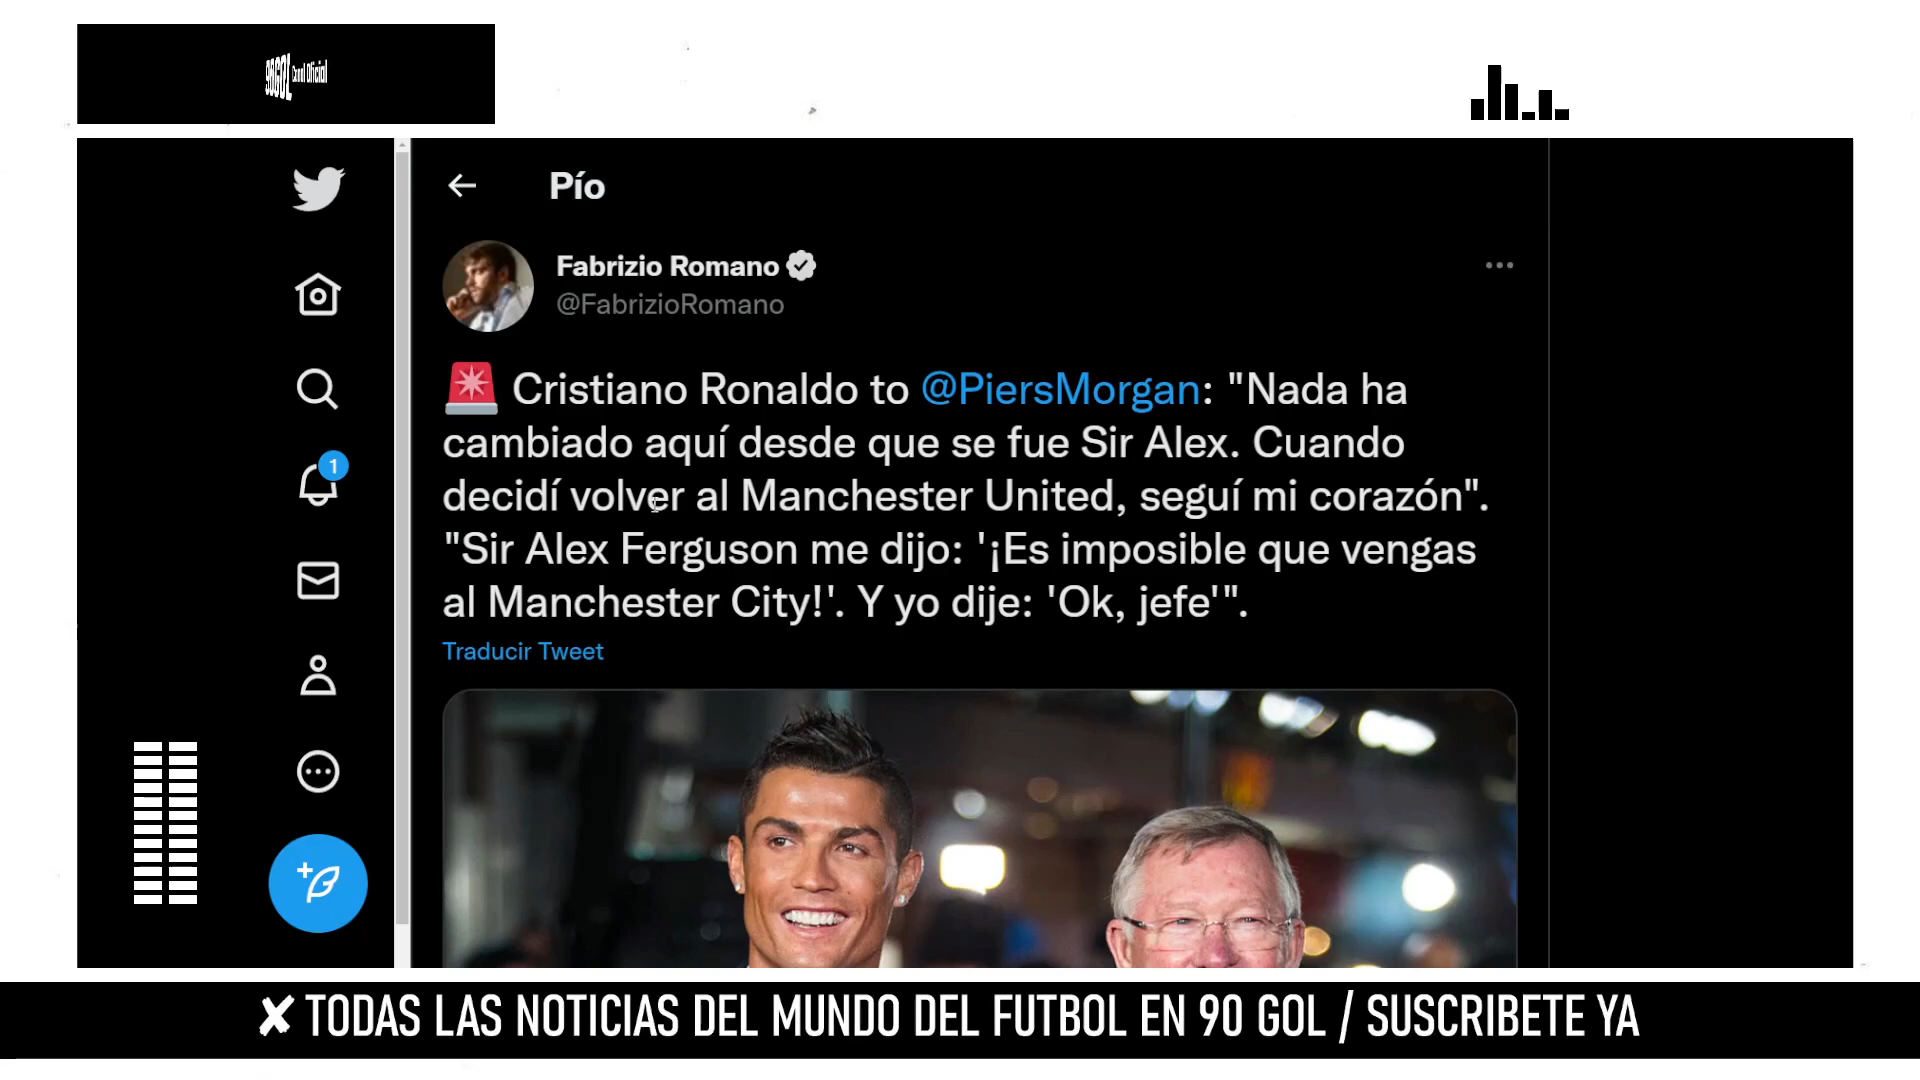 90GOL Canal Oficial
Pío
Fabrizio Romano
@FabrizioRomano
Cristiano Ronaldo to @PiersMorgan: "Nada ha
cambiado aquí desde que se fue Sir Alex. Cuando
decidí volver al Manchester United, seguí mi corazón".
"Sir Alex Ferguson me dijo: '¡Es imposible que vengas
al Manchester City!'. Y yo dije: 'Ok, jefe'".
Traducir Tweet
1
✘ TODAS LAS NOTICIAS DEL MUNDO DEL FUTBOL EN 90 GOL / SUSCRIBETE YA